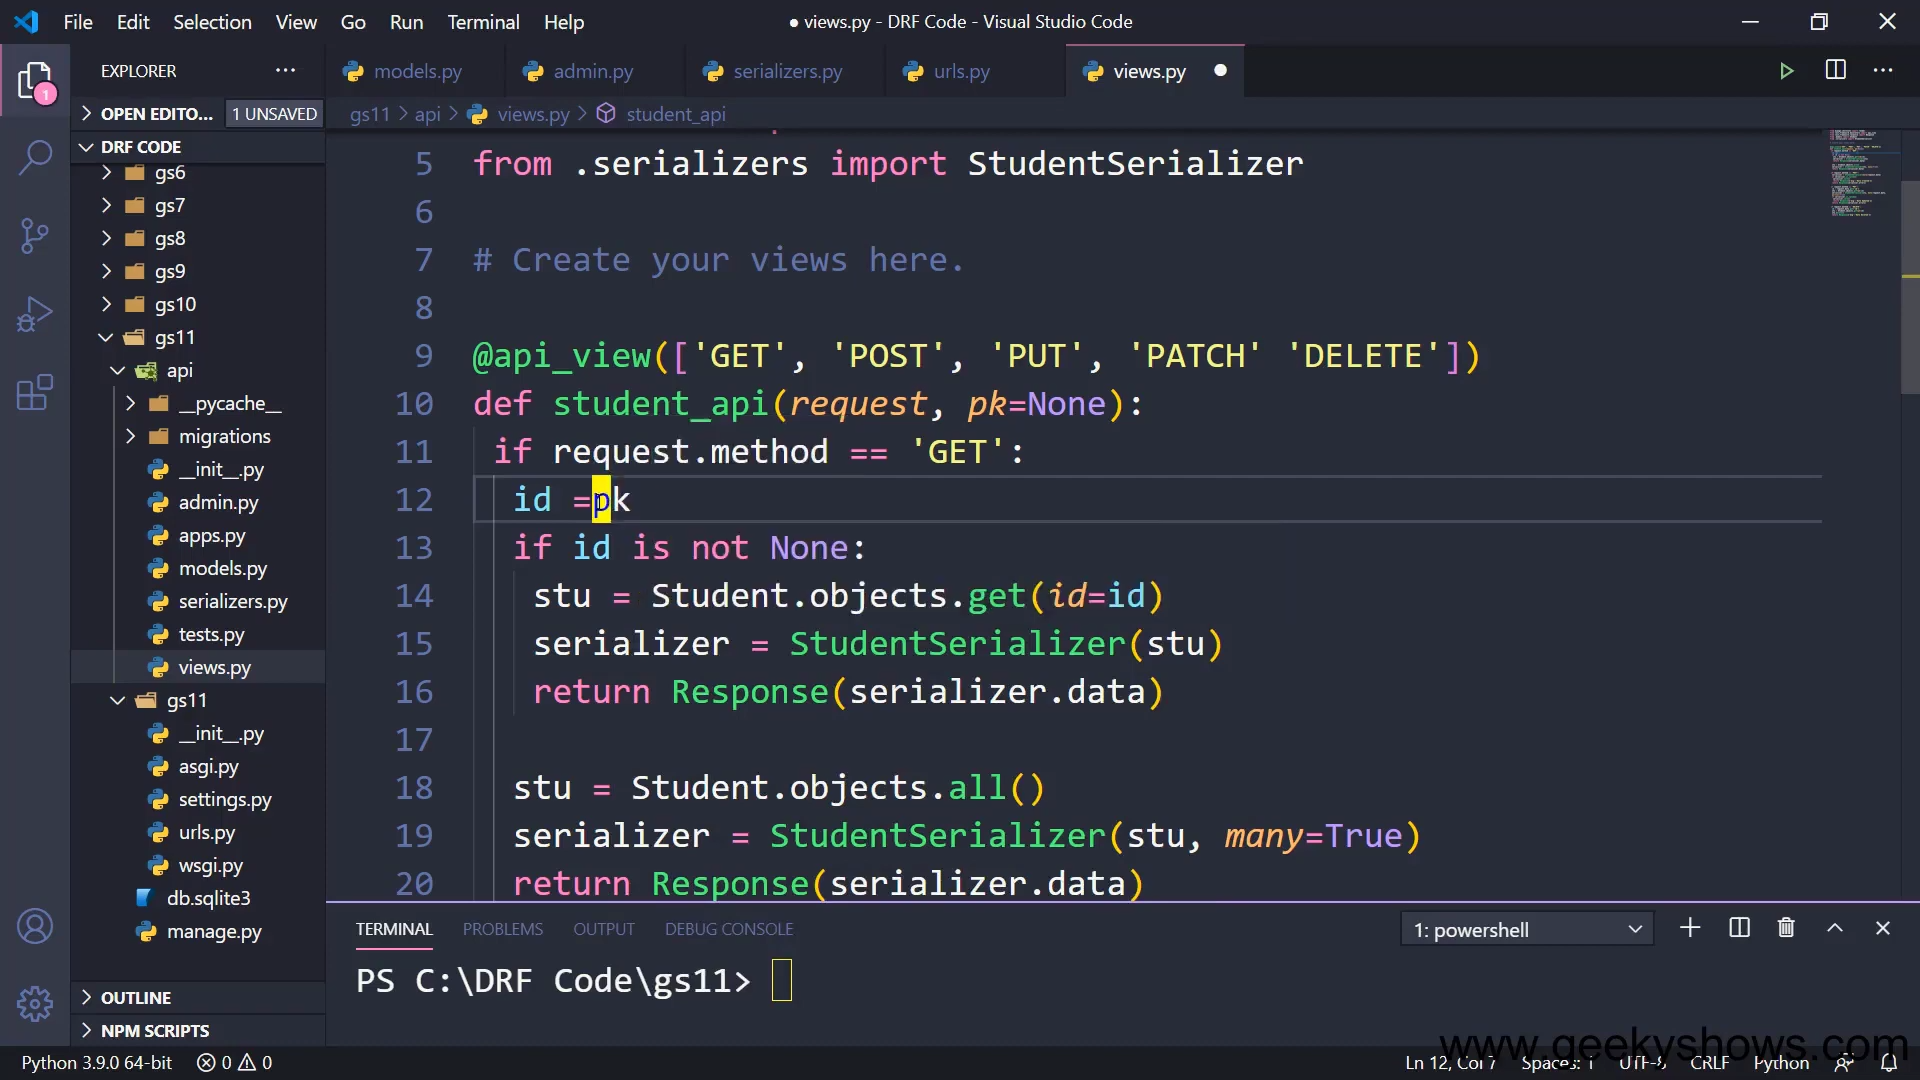 File Edit Selection View Go Run Terminal Help
● views.py - DRF Code - Visual Studio Code
EXPLORER
models.py admin.py serializers.py urls.py views.py
OPEN EDITO... 1 UNSAVED
gs11 > api > views.py > student_api
DRF CODE
gs6
gs7
gs8
gs9
gs10
gs11
api
__pycache__
migrations
__init__.py
admin.py
apps.py
models.py
serializers.py
tests.py
views.py
gs11
__init__.py
asgi.py
settings.py
urls.py
wsgi.py
db.sqlite3
manage.py
OUTLINE
NPM SCRIPTS
1
5 from .serializers import StudentSerializer
6
7 # Create your views here.
8
9 @api_view(['GET', 'POST', 'PUT', 'PATCH' 'DELETE'])
10 def student_api(request, pk=None):
11 if request.method == 'GET':
12 id =pk
13 if id is not None:
14 stu = Student.objects.get(id=id)
15 serializer = StudentSerializer(stu)
16 return Response(serializer.data)
17
18 stu = Student.objects.all()
19 serializer = StudentSerializer(stu, many=True)
20 return Response(serializer.data)
TERMINAL PROBLEMS OUTPUT DEBUG CONSOLE 1: powershell
PS C:\DRF Code\gs11>
www.geekyshows.com
Python 3.9.0 64-bit 0 0 Ln 12, Col 7 Spaces: 1 UTF-8 CRLF Python